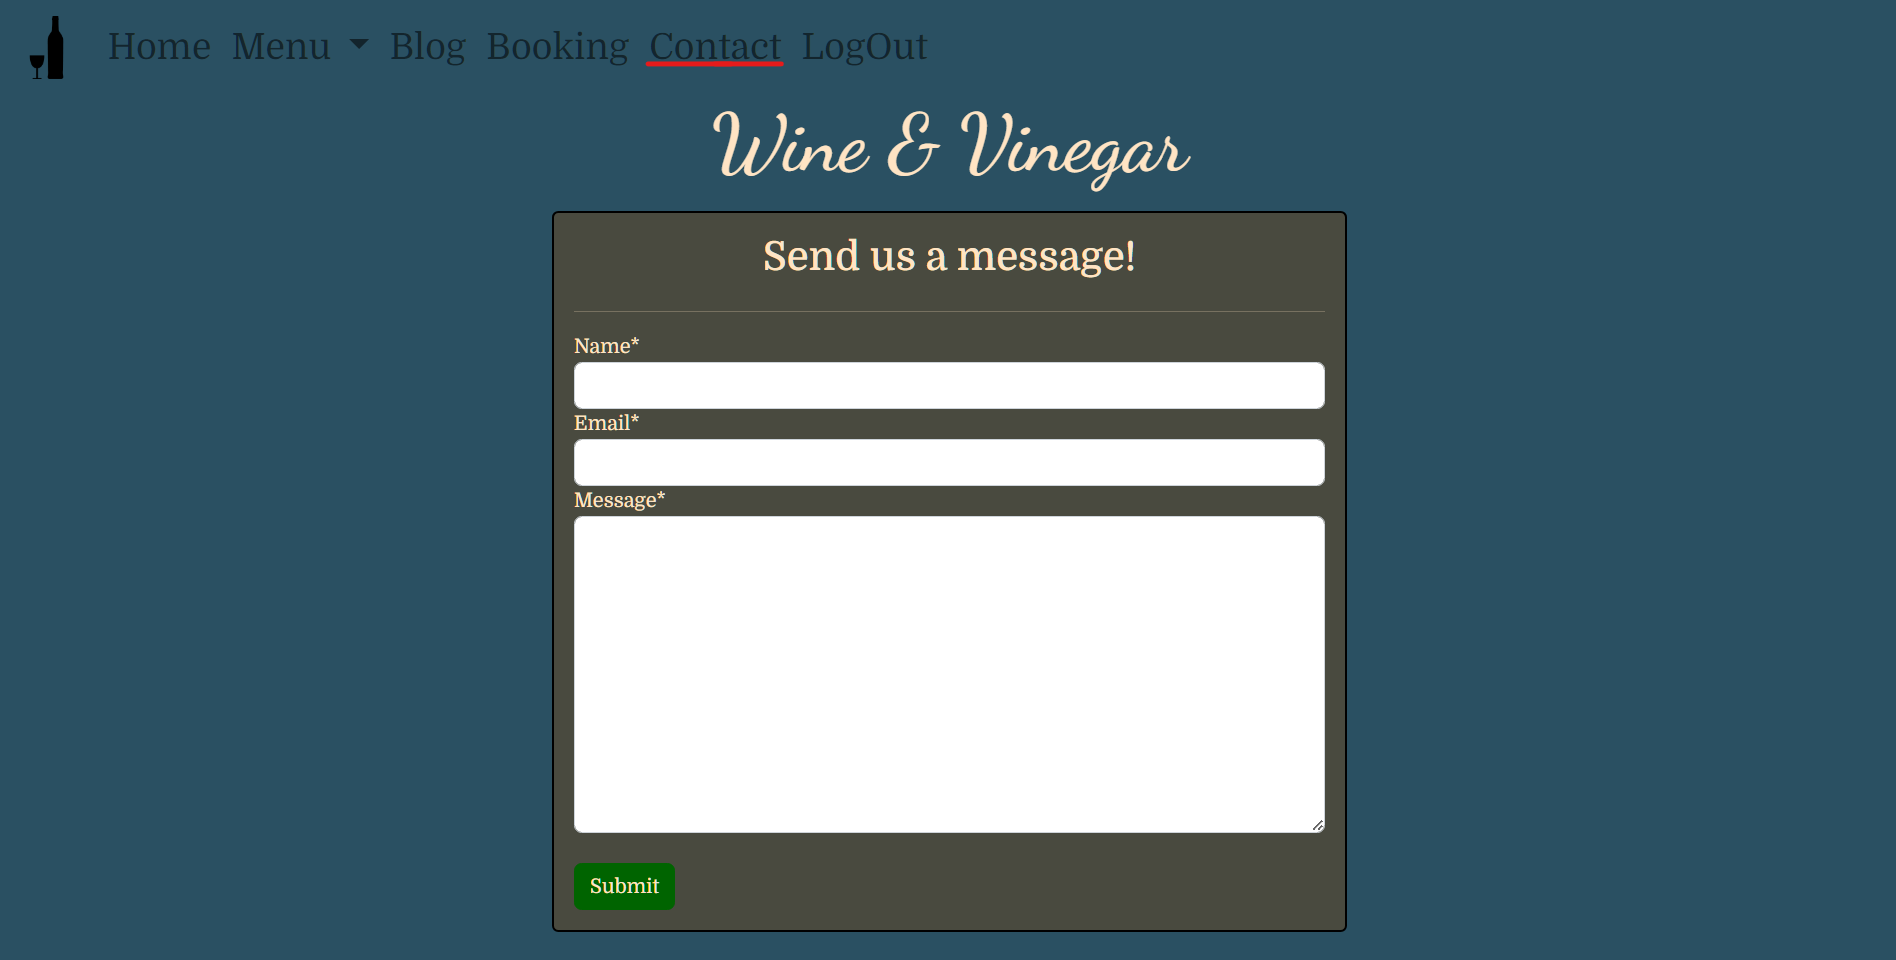 Home Menu Blog Booking Contact LogOut
Wine & Vinegar
Send us a message!
Name*
Email*
Message*
Submit